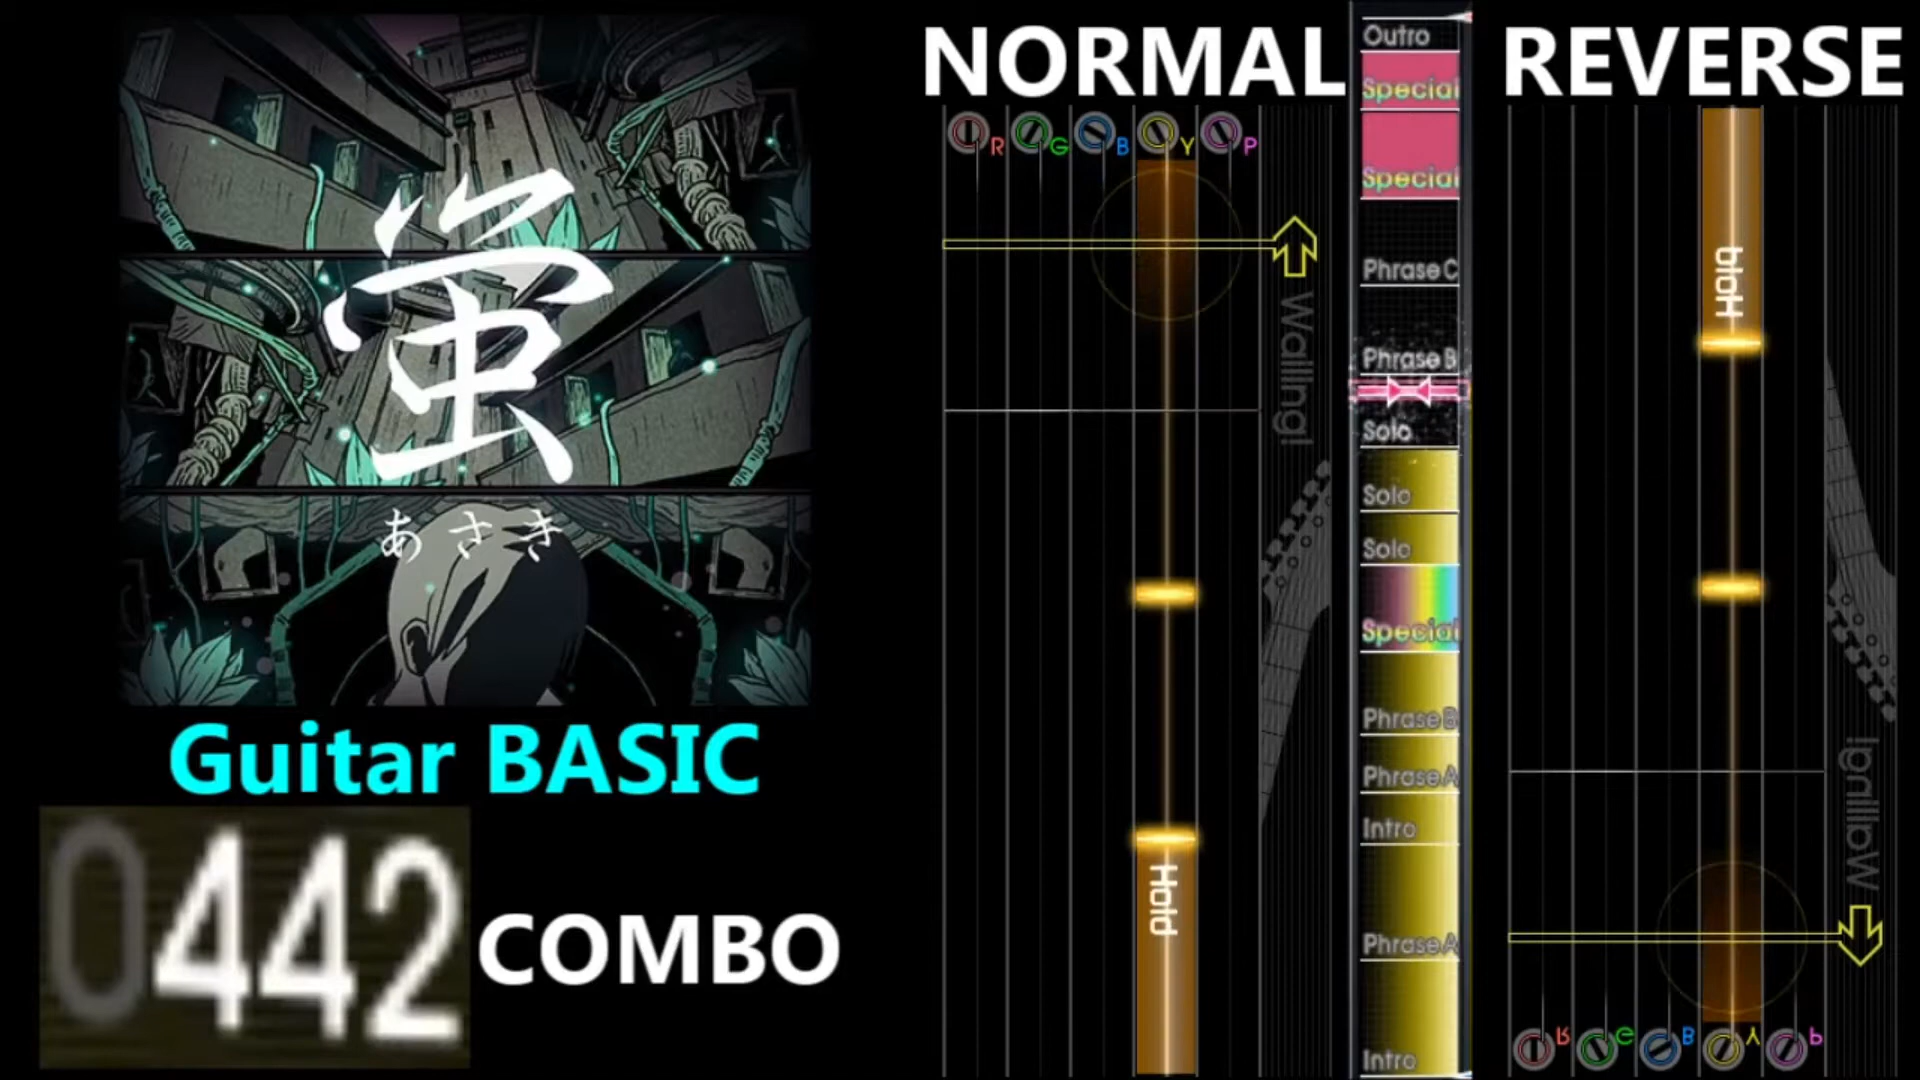 蛍
あさき
Guitar BASIC
0442 COMBO
NORMAL
R G B Y P
Wailing!
Hold
Outro
Special
Special
Phrase C
Phrase B
Solo
Solo
Solo
Special
Phrase B
Phrase A
Intro
Phrase A
Intro
REVERSE
Hold
Wailing!
R G B Y P